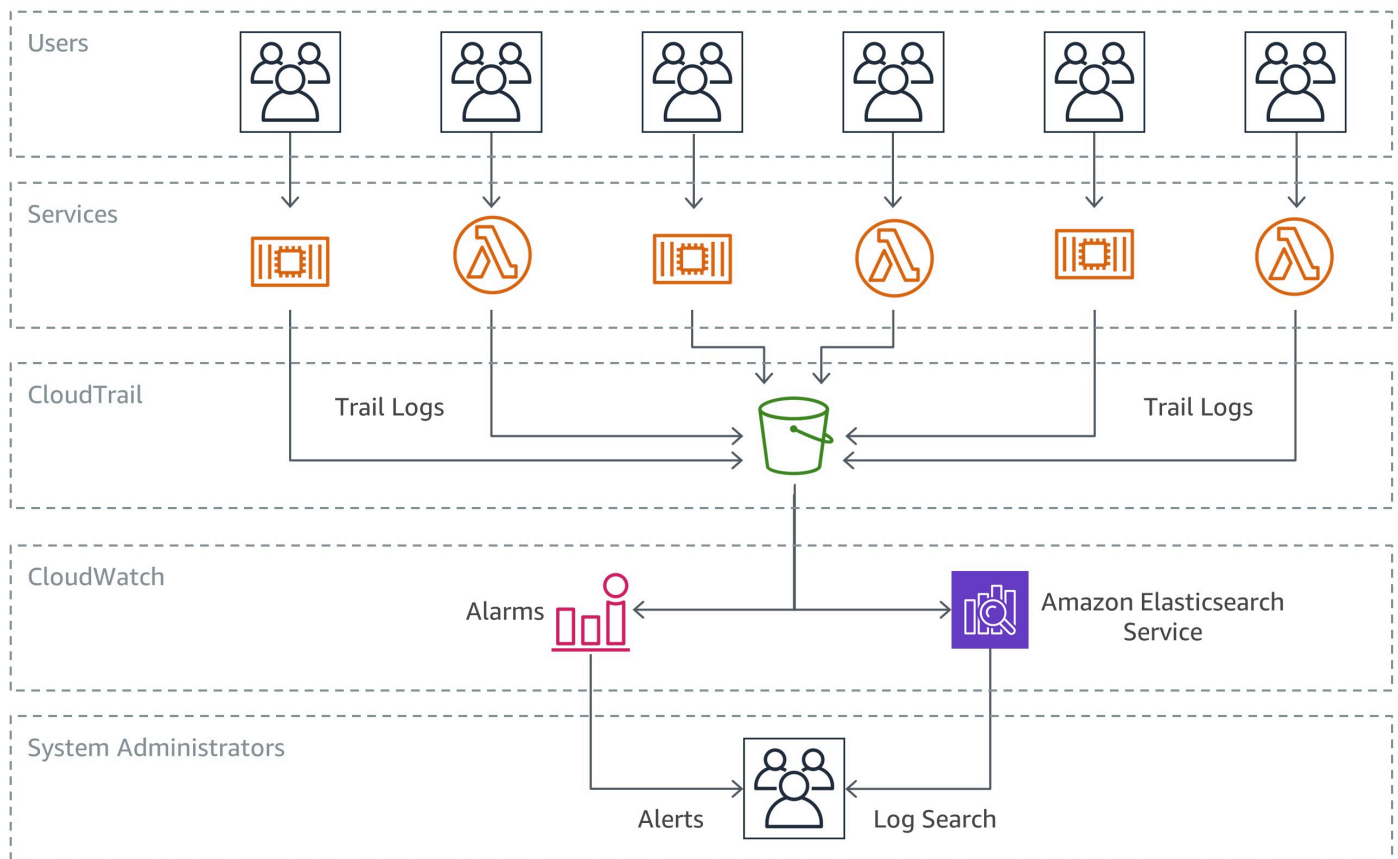 Users
Services
CloudTrail
Trail Logs
Trail Logs
CloudWatch
Alarms
Amazon Elasticsearch
Service
System Administrators
Alerts
Log Search